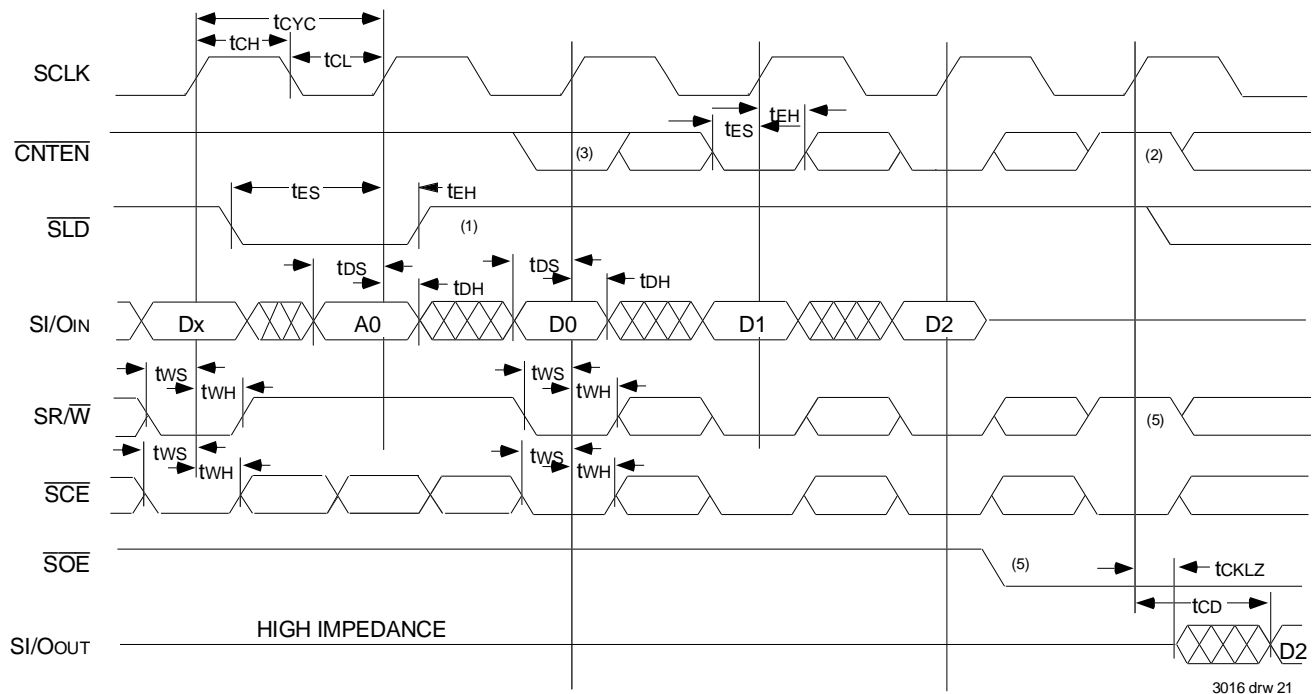 tCYC
tCH
tCL
SCLK
tES
tEH
CNTEN
(3)
(2)
tES
tEH
SLD
(1)
tDS
tDH
tDS
tDH
SI/OIN
Dx
A0
D0
D1
D2
tWS
tWH
tWS
tWH
SR/W
(5)
tWS
tWH
tWS
tWH
SCE
SOE
(5)
tCKLZ
tCD
HIGH IMPEDANCE
SI/OOUT
D2
3016 drw 21